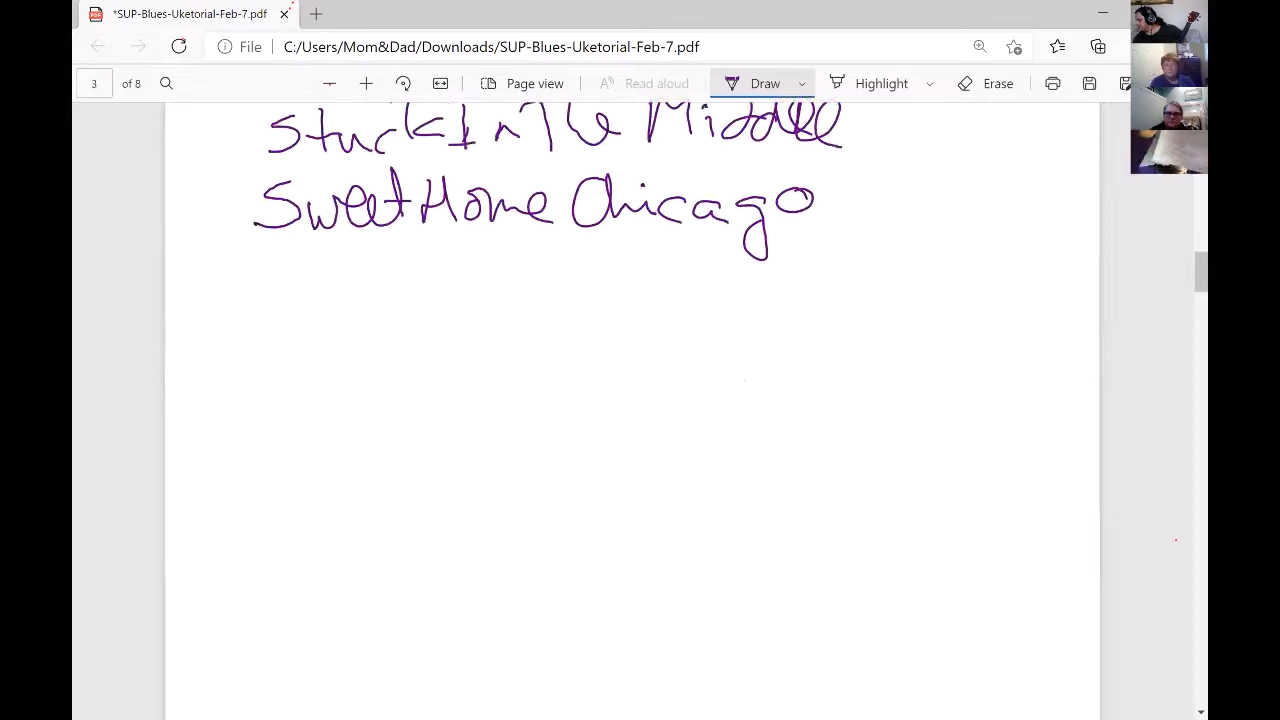 *SUP-Blues-Uketorial-Feb-7.pdf
File C:/Users/Mom&Dad/Downloads/SUP-Blues-Uketorial-Feb-7.pdf
3 of 8 Page view Read aloud Draw Highlight Erase
Stuck In The Middle
Sweet Home Chicago